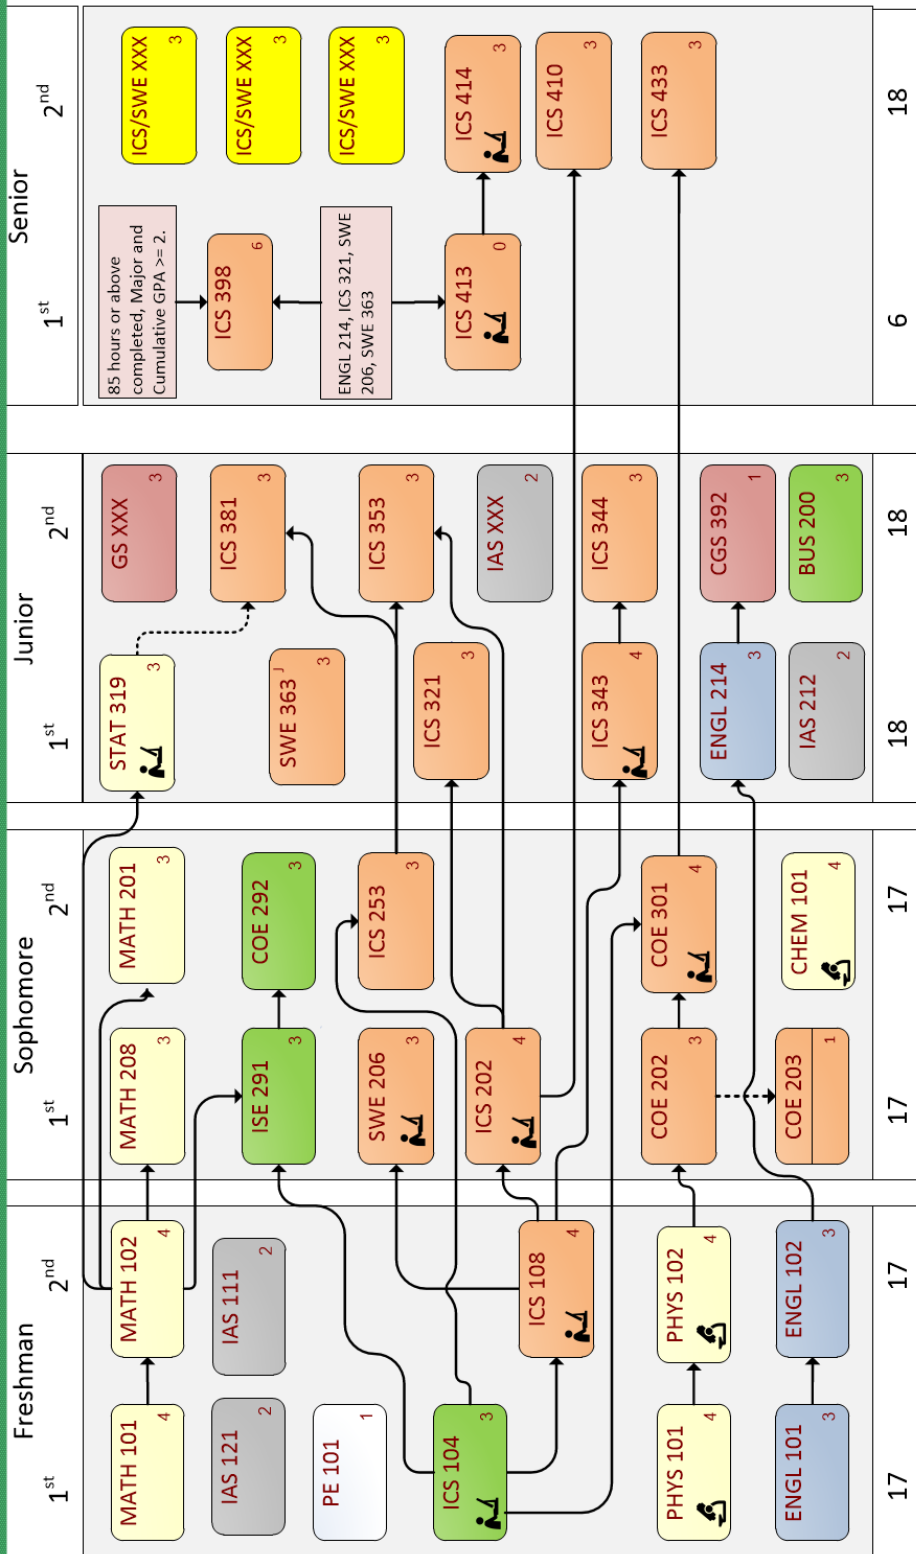 Freshman
Sophomore
Junior
Senior
1st
2nd
1st
2nd
1st
2nd
1st
2nd
MATH 101
4
IAS 121
2
PE 101
1
ICS 104
3
PHYS 101
4
ENGL 101
3
17
MATH 102
4
IAS 111
2
ICS 108
4
PHYS 102
4
ENGL 102
3
17
MATH 208
3
ISE 291
3
SWE 206
3
ICS 202
4
COE 202
3
COE 203
1
17
MATH 201
3
COE 292
3
ICS 253
3
COE 301
4
CHEM 101
4
17
STAT 319
3
SWE 363 J
3
ICS 321
3
ICS 343
4
ENGL 214
3
IAS 212
2
18
GS XXX
3
ICS 381
3
ICS 353
3
IAS XXX
2
ICS 344
3
CGS 392
1
BUS 200
3
18
85 hours or above
completed, Major and
Cumulative GPA >= 2.
ICS 398
6
ENGL 214, ICS 321, SWE
206, SWE 363
ICS 413
0
6
ICS/SWE XXX
3
ICS/SWE XXX
3
ICS/SWE XXX
3
ICS 414
3
ICS 410
3
ICS 433
3
18